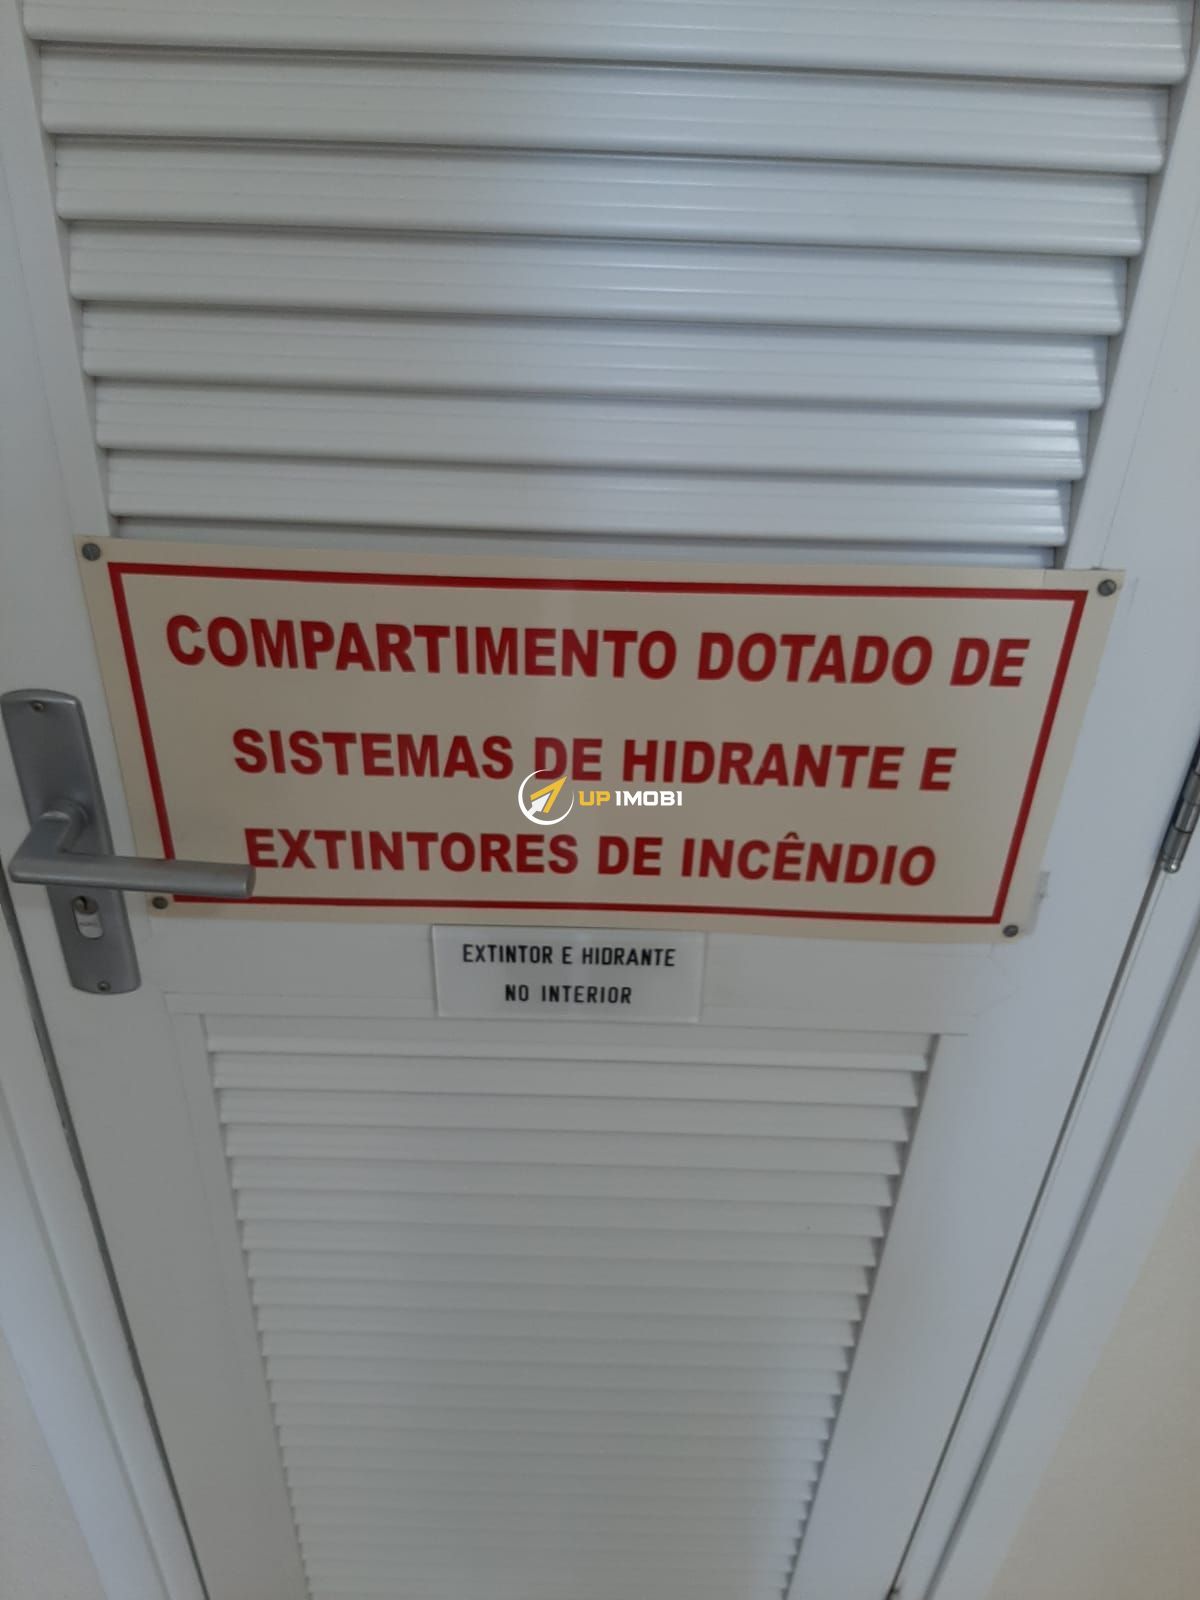 COMPARTIMENTO DOTADO DE
SISTEMAS DE HIDRANTE E
UP IMOBI
EXTINTORES DE INCÊNDIO
EXTINTOR E HIDRANTE
NO INTERIOR